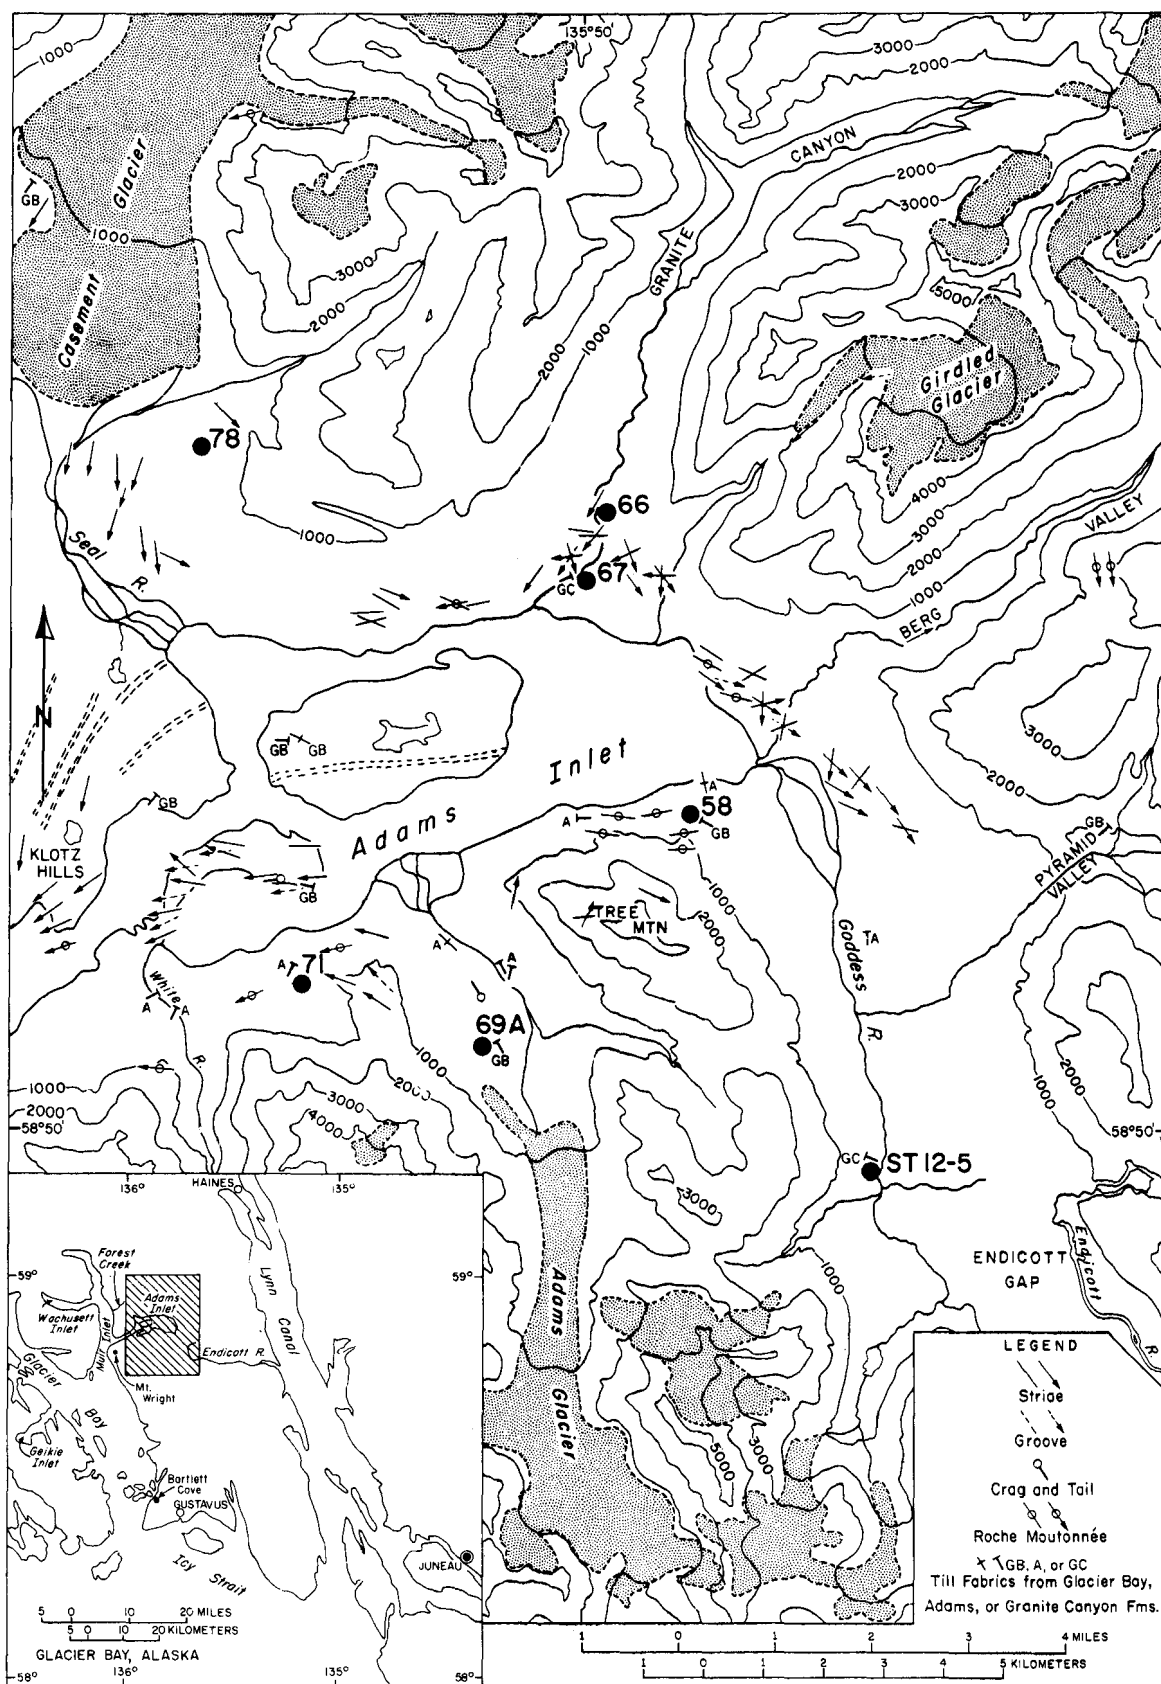 135°50'
1000
3000
2000
CANYON
2000
3000
GB
Glacier
1000
GRANITE
3000
5000
2000
1000
2000
Casement
Girdled
Glacier
78
4000
VALLEY
66
3000
1000
2000
Seal
R.
67
GC
1000
BERG
N
3000
GB
GB
Inlet
2000
GB
A
58
A
GB
Adams
GB
KLOTZ
HILLS
PYRAMID
VALLEY
GB
1000
2000
TREE
MTN
Goddess
R.
A
A
A
A
71
White
R.
A
A
69A
GB
1000
2000
1000
2000
1000
2000
3000
4000
58°50'
58°50'
GC
ST 12-5
3000
136°
HAINES
135°
ENDICOTT
GAP
Endicott
R.
1000
Forest
Creek
59°
59°
Lynn
Canal
Adams
Inlet
Wachusett
Inlet
Muir Inlet
Endicott R.
Adams
Glacier
Glacier
Bay
Mt.
Wright
Geikie
Inlet
5000
3000
Bartlett
Cove
GUSTAVUS
Icy Strait
JUNEAU
5 0 10 20 MILES
5 0 10 20 KILOMETERS
GLACIER BAY, ALASKA
58°
136°
135°
58°
LEGEND
Striae
Groove
Crag and Tail
Roche Moutonnée
GB, A, or GC
Till Fabrics from Glacier Bay,
Adams, or Granite Canyon Fms.
1 0 1 2 3 4 MILES
1 0 1 2 3 4 5 KILOMETERS